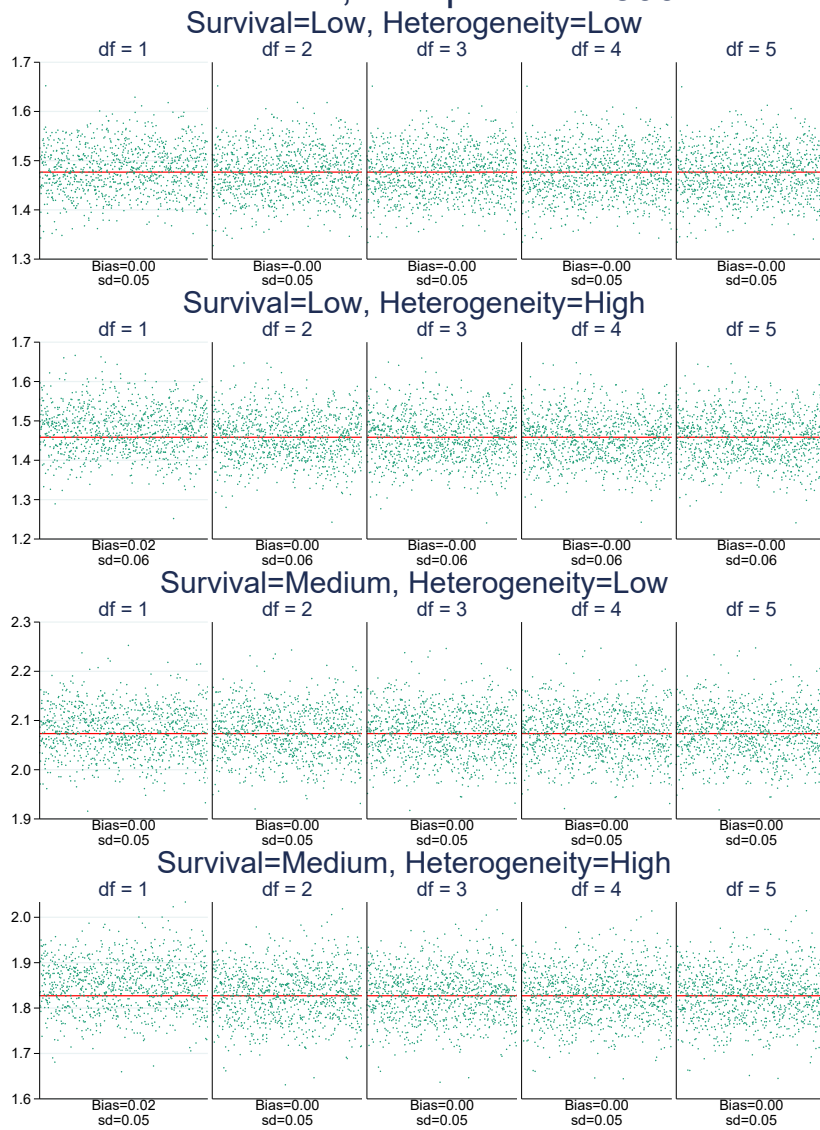 Survival=Low, Heterogeneity=Low
df = 1 df = 2 df = 3 df = 4 df = 5
1.7
1.6
1.5
1.4
1.3
Bias=0.00 Bias=-0.00 Bias=-0.00 Bias=-0.00 Bias=-0.00
sd=0.05 sd=0.05 sd=0.05 sd=0.05 sd=0.05
Survival=Low, Heterogeneity=High
df = 1 df = 2 df = 3 df = 4 df = 5
1.7
1.6
1.5
1.4
1.3
1.2
Bias=0.02 Bias=0.00 Bias=-0.00 Bias=-0.00 Bias=-0.00
sd=0.06 sd=0.06 sd=0.06 sd=0.06 sd=0.06
Survival=Medium, Heterogeneity=Low
df = 1 df = 2 df = 3 df = 4 df = 5
2.3
2.2
2.1
2.0
1.9
Bias=0.00 Bias=0.00 Bias=0.00 Bias=0.00 Bias=0.00
sd=0.05 sd=0.05 sd=0.05 sd=0.05 sd=0.05
Survival=Medium, Heterogeneity=High
df = 1 df = 2 df = 3 df = 4 df = 5
2.0
1.9
1.8
1.7
1.6
Bias=0.02 Bias=0.00 Bias=0.00 Bias=0.00 Bias=0.00
sd=0.05 sd=0.05 sd=0.05 sd=0.05 sd=0.05